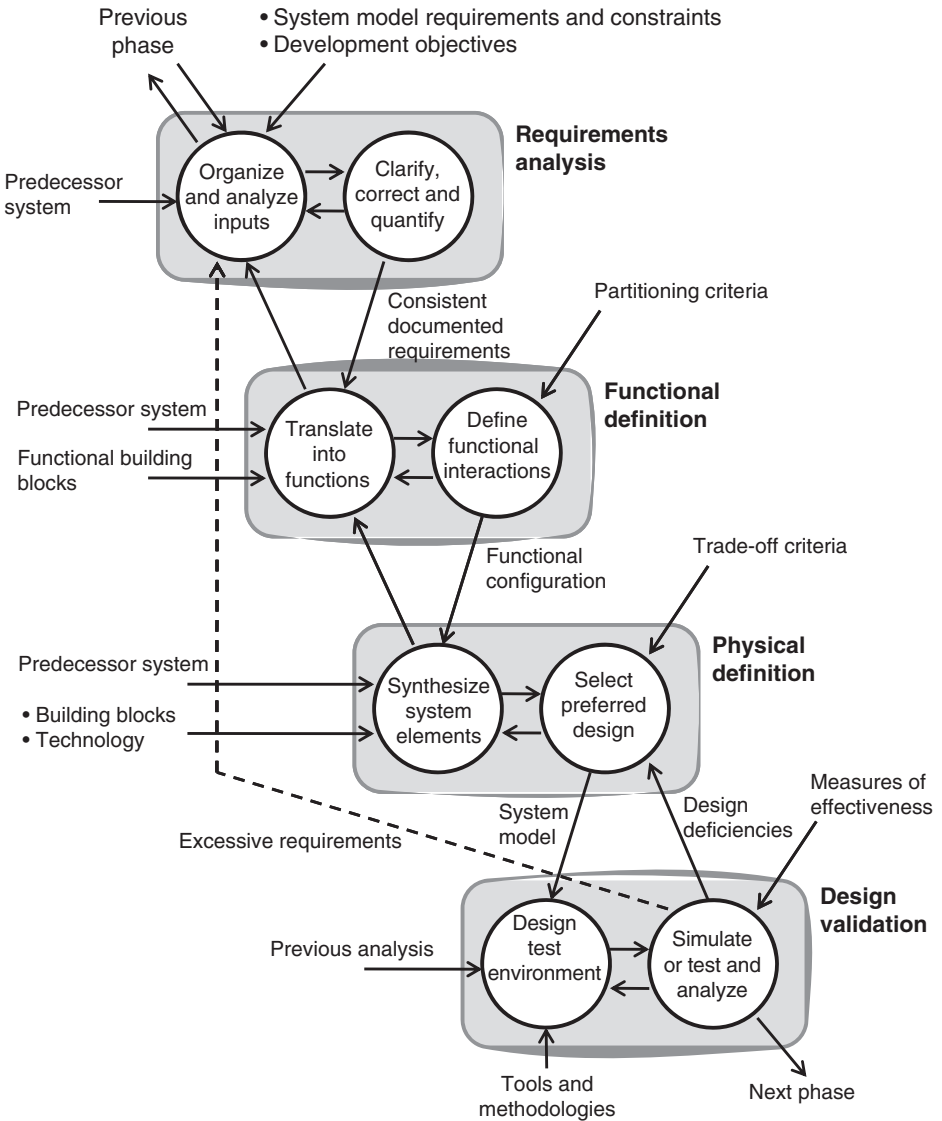 Previous
phase
• System model requirements and constraints
• Development objectives
Requirements
analysis
Predecessor
system
Organize
and analyze
inputs
Clarify,
correct and
quantify
Consistent
documented
requirements
Partitioning criteria
Functional
definition
Predecessor system
Functional building
blocks
Translate
into
functions
Define
functional
interactions
Functional
configuration
Trade-off criteria
Physical
definition
Predecessor system
• Building blocks
• Technology
Synthesize
system
elements
Select
preferred
design
System
model
Design
deficiencies
Measures of
effectiveness
Excessive requirements
Design
validation
Previous analysis
Design
test
environment
Simulate
or test and
analyze
Tools and
methodologies
Next phase